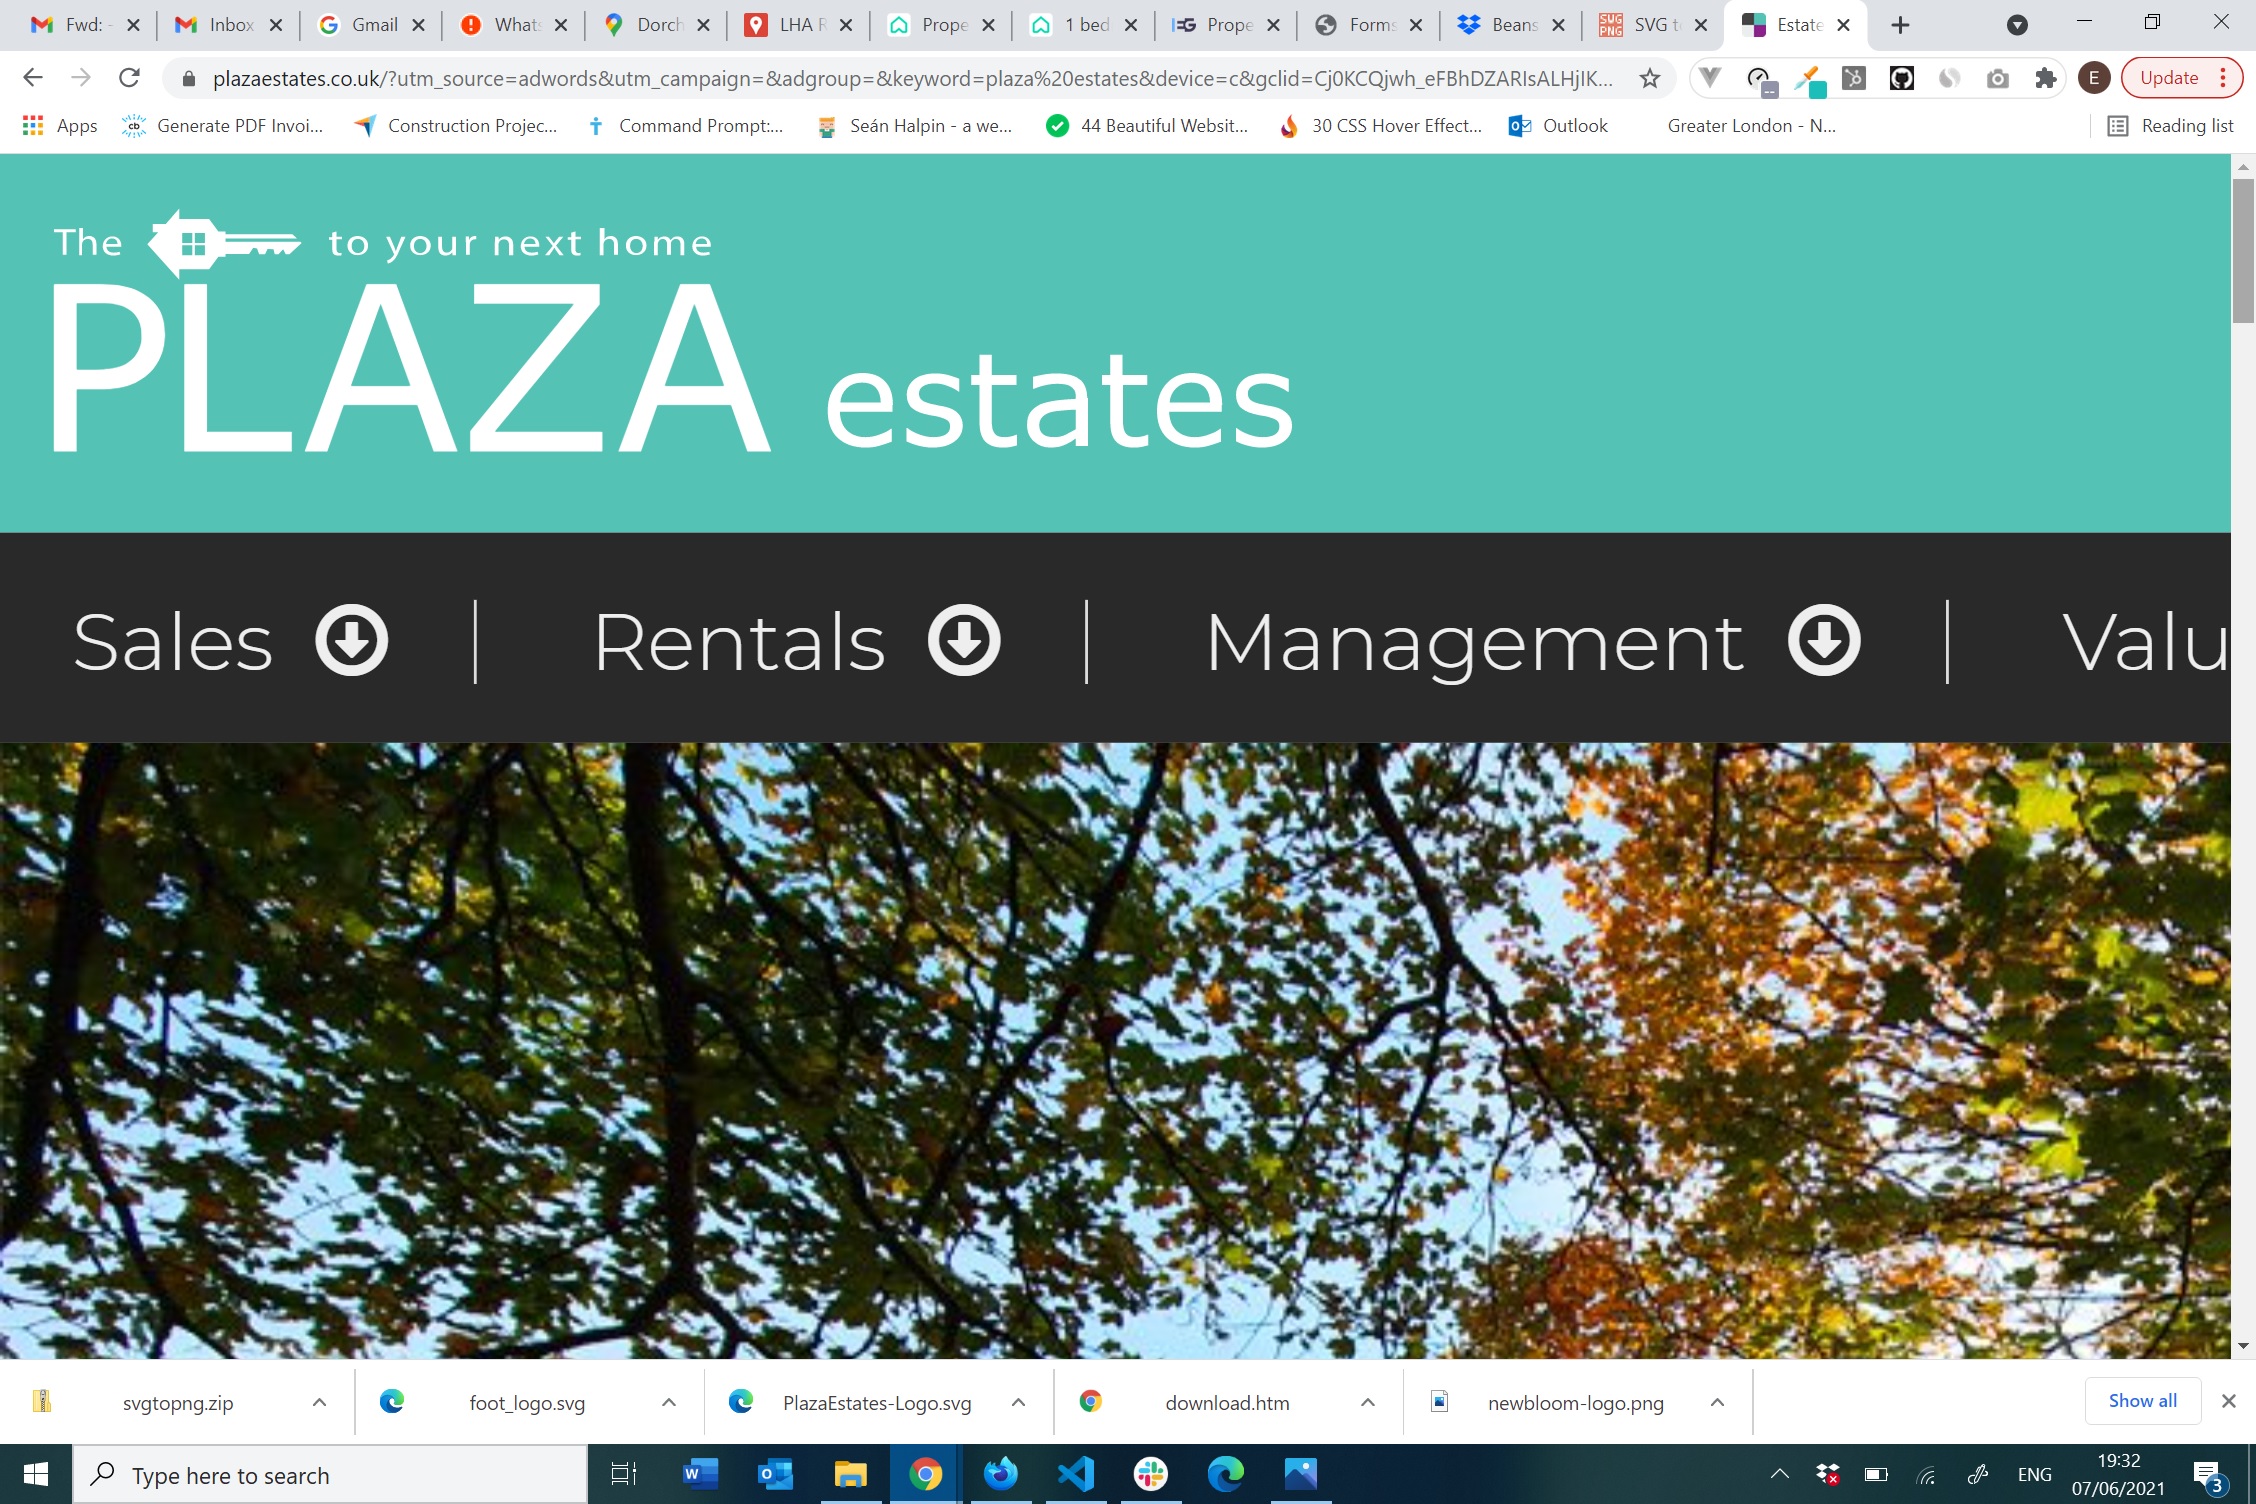 Fwd: -
Inbox
Gmail
Whats
Dorch
LHA R
Prope
1 bed
Prope
Forms
Beans
SVG to
Estate
plazaestates.co.uk/?utm_source=adwords&utm_campaign=&adgroup=&keyword=plaza%20estates&device=c&gclid=Cj0KCQjwh_eFBhDZARIsALHjIK...
E
Update
Apps
Generate PDF Invoi...
Construction Projec...
Command Prompt:...
Seán Halpin - a we...
44 Beautiful Websit...
30 CSS Hover Effect...
Outlook
Greater London - N...
Reading list
The to your next home
PLAZA estates
Sales
Rentals
Management
Valu
svgtopng.zip
foot_logo.svg
PlazaEstates-Logo.svg
download.htm
newbloom-logo.png
Show all
Type here to search
ENG
19:32
07/06/2021
3